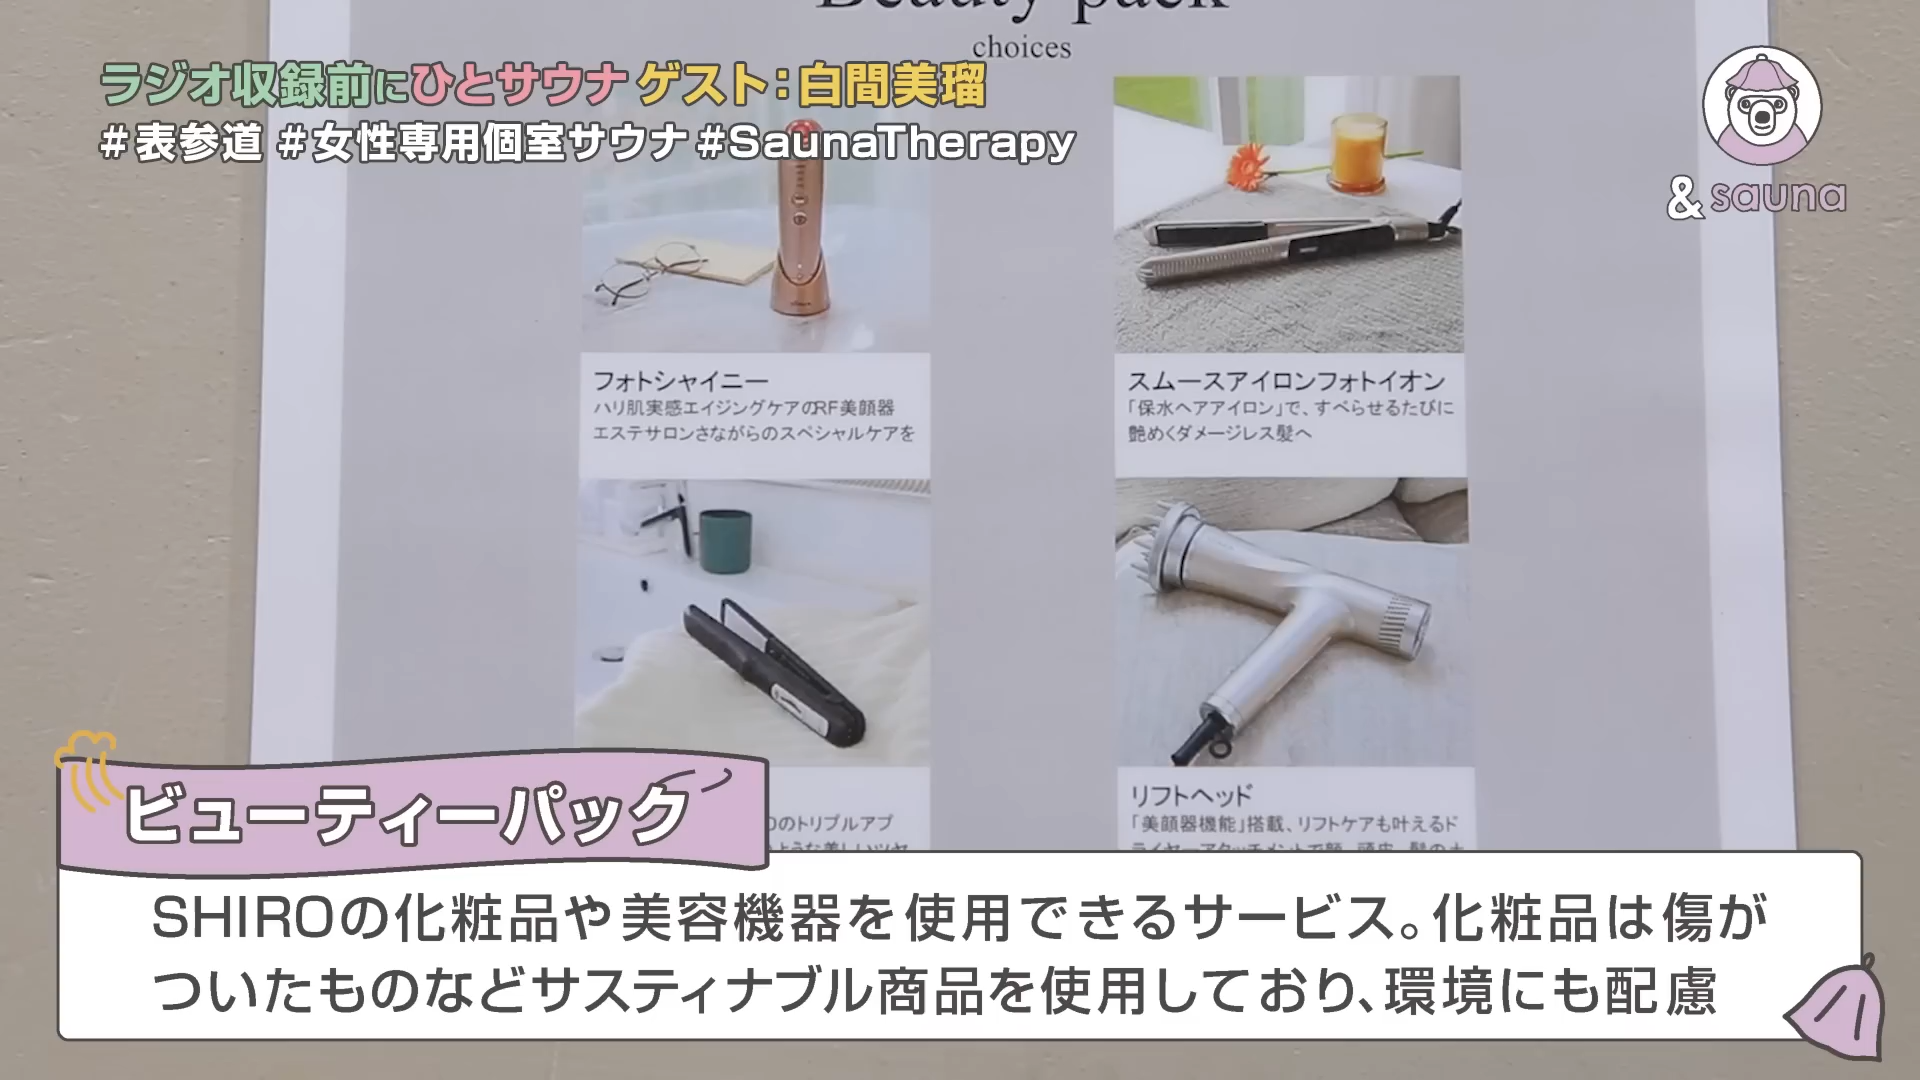 Beauty pack
choices
ラジオ収録前にひとサウナ ゲスト:白間美瑠
#表参道 #女性専用個室サウナ #SaunaTherapy
&sauna
フォトシャイニー
ハリ肌実感エイジングケアのRF美顔器
エステサロンさながらのスペシャルケアを
スムースアイロンフォトイオン
「保水ヘアアイロン」で、すべらせるたびに
艶めくダメージレス髪へ
のトリプルアプ
リフトヘッド
「美顔器機能」搭載、リフトケアも叶えるド
ビューティーパック
SHIROの化粧品や美容機器を使用できるサービス。化粧品は傷が
ついたものなどサスティナブル商品を使用しており、環境にも配慮